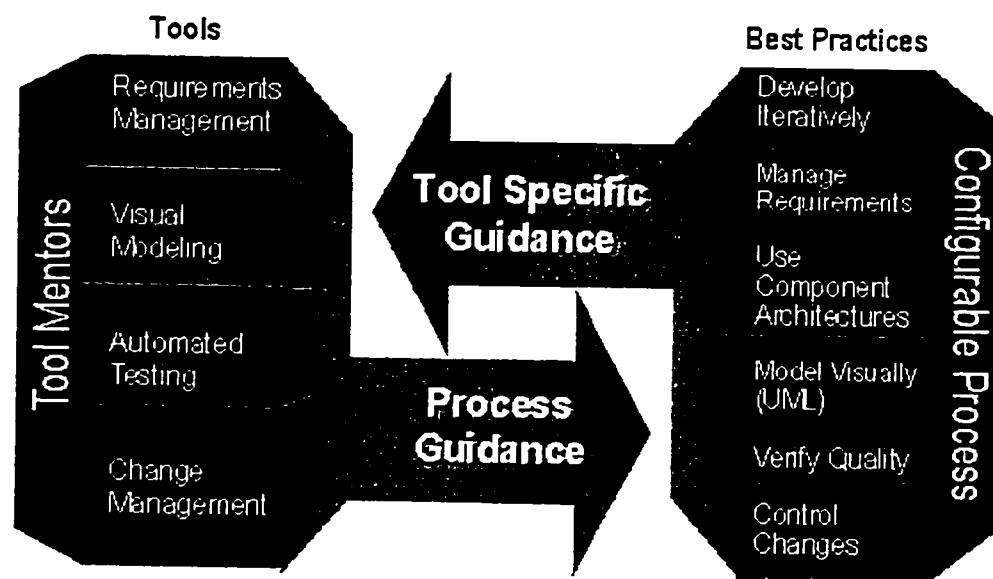 Tools
Requirements
Management
Visual
Modeling
Automated
Testing
Change
Management
Tool Mentors
Tool Specific
Guidance
Process
Guidance
Best Practices
Develop
Iteratively
Manage
Requirements
Use
Component
Architectures
Model Visually
(UML)
Verify Quality
Control
Changes
Configurable Process